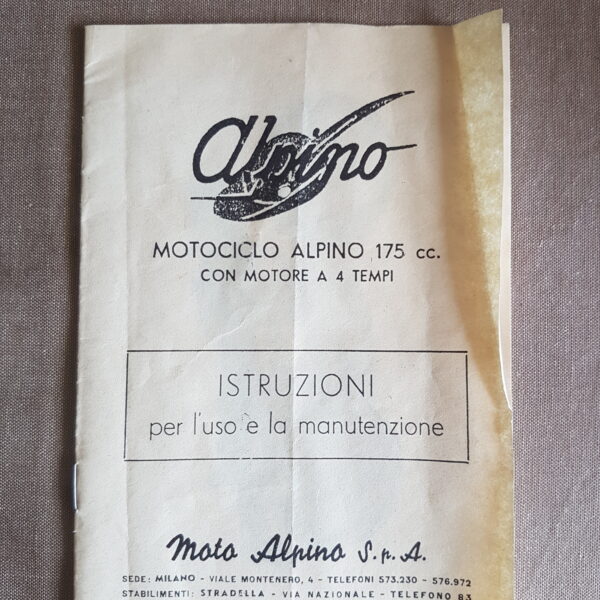 Alpino
MOTOCICLO ALPINO 175 cc.
CON MOTORE A 4 TEMPI
ISTRUZIONI
per l'uso e la manutenzione
Moto Alpino S.p.A.
SEDE: MILANO - VIALE MONTENERO, 4 - TELEFONI 573.230 - 576.972
STABILIMENTI: STRADELLA - VIA NAZIONALE - TELEFONO 83